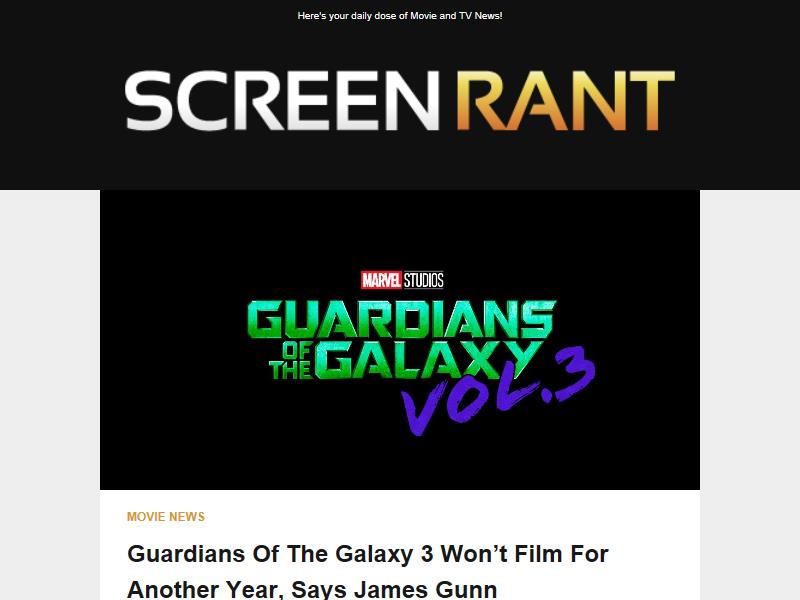 Here's your daily dose of Movie and TV News!
SCREEN RANT
MARVEL STUDIOS
GUARDIANS
OF THE GALAXY
VOL.3
MOVIE NEWS
Guardians Of The Galaxy 3 Won’t Film For
Another Year, Says James Gunn